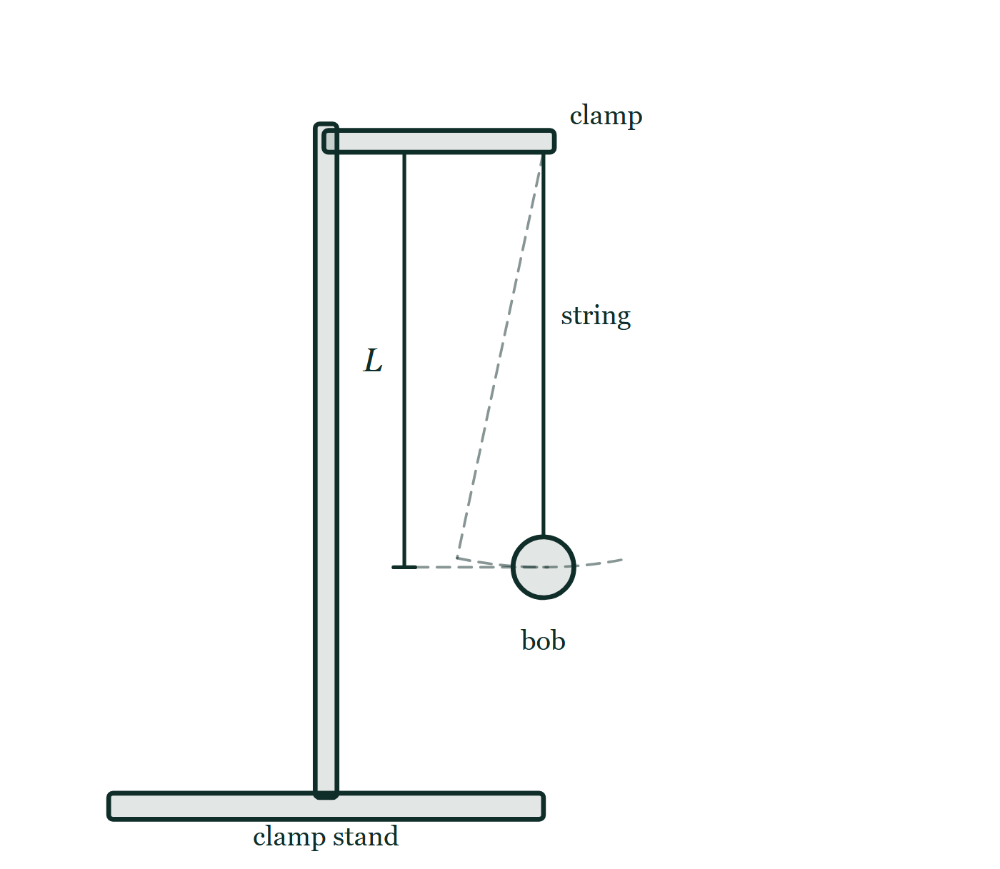 clamp
string
L
bob
clamp stand